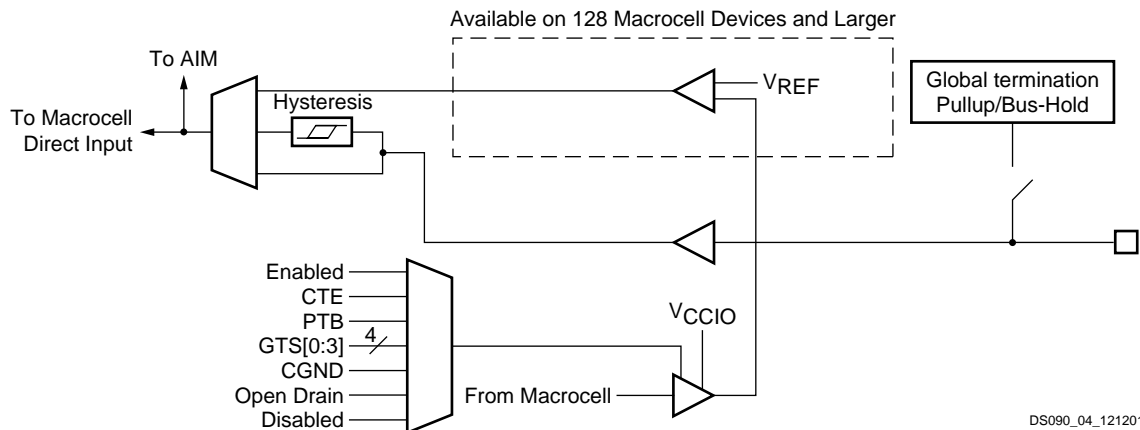 Available on 128 Macrocell Devices and Larger
To AIM
To Macrocell
Direct Input
Hysteresis
VREF
Global termination
Pullup/Bus-Hold
Enabled
CTE
PTB
GTS[0:3]
4
CGND
Open Drain
Disabled
VCCIO
From Macrocell
DS090_04_121201